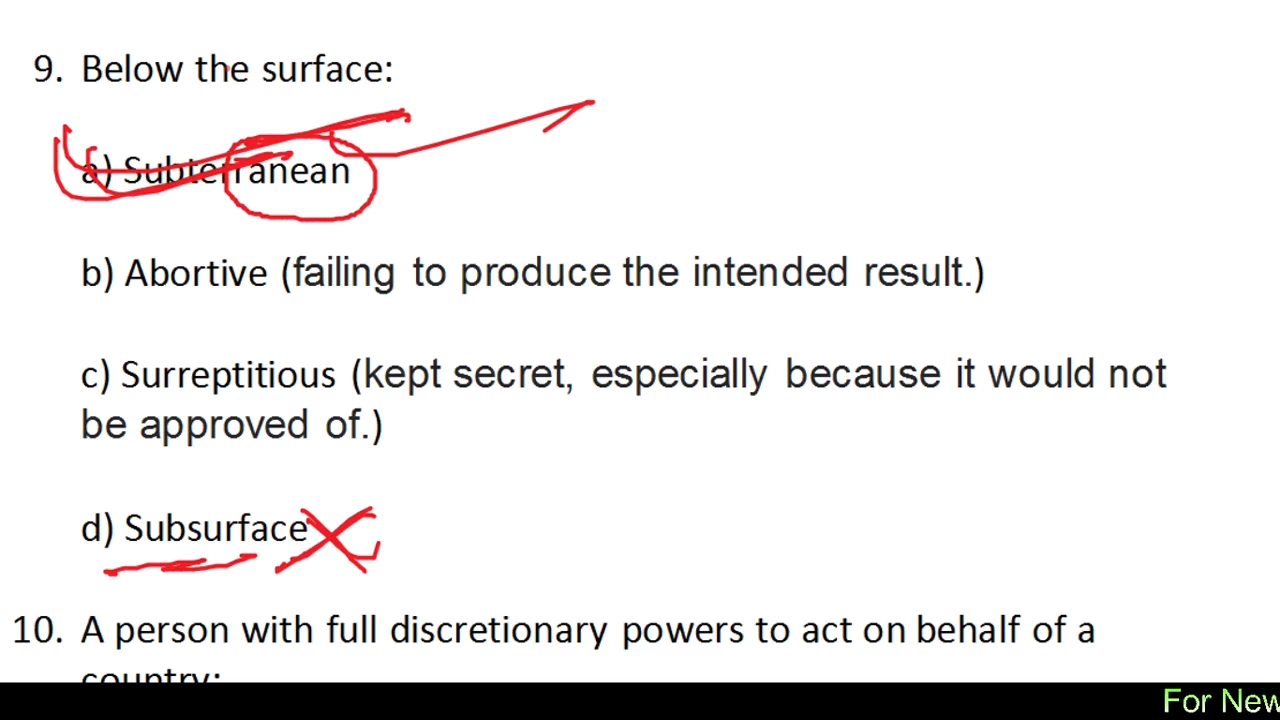 9. Below the surface:
a) Subterranean
b) Abortive (failing to produce the intended result.)
c) Surreptitious (kept secret, especially because it would not
be approved of.)
d) Subsurface
10. A person with full discretionary powers to act on behalf of a
country:
For New